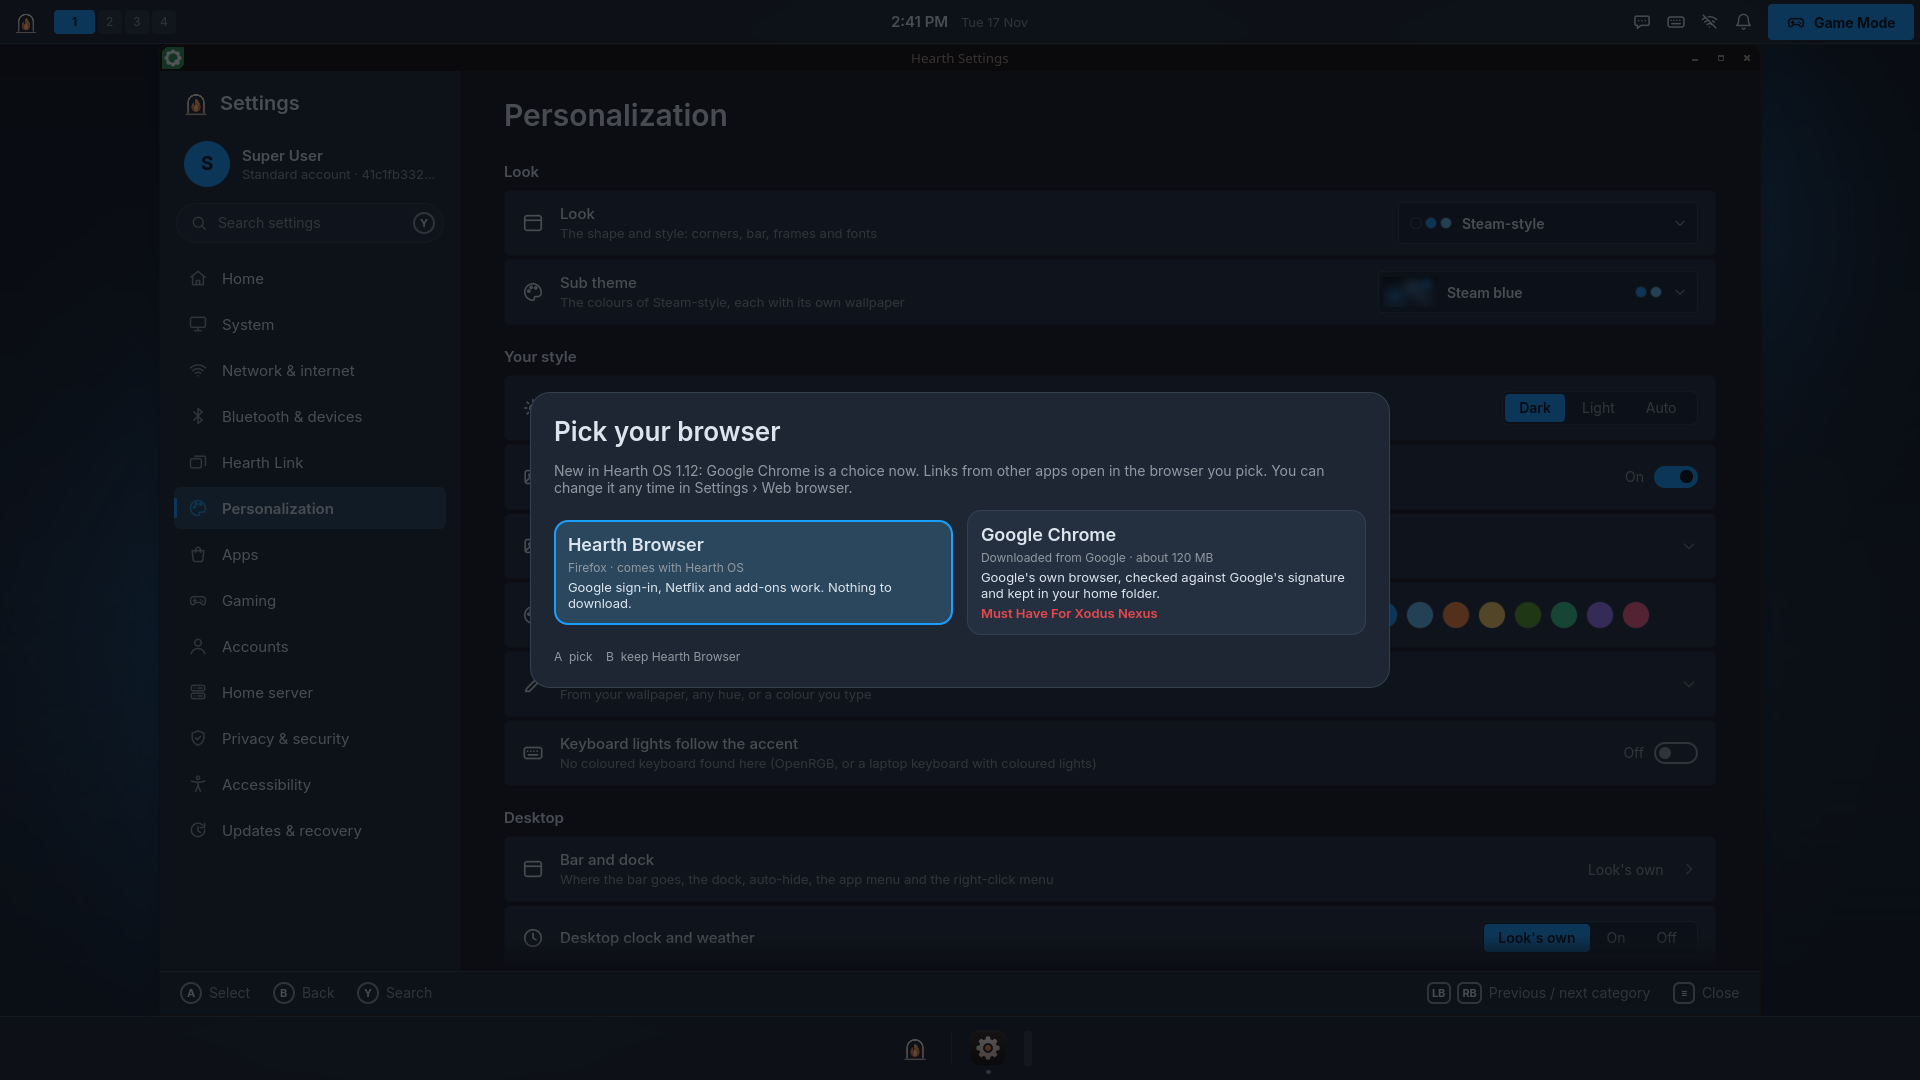 1 2 3 4
2:41 PM Tue 17 Nov
Game Mode
Hearth Settings
Settings
S
Super User
Standard account · 41c1fb332...
Search settings
Y
Home
System
Network & internet
Bluetooth & devices
Hearth Link
Personalization
Apps
Gaming
Accounts
Home server
Privacy & security
Accessibility
Updates & recovery
Personalization
Look
Look
The shape and style: corners, bar, frames and fonts
Steam-style
Sub theme
The colours of Steam-style, each with its own wallpaper
Steam blue
Your style
Dark Light Auto
On
Pick your browser
New in Hearth OS 1.12: Google Chrome is a choice now. Links from other apps open in the browser you pick. You can
change it any time in Settings › Web browser.
Hearth Browser
Firefox · comes with Hearth OS
Google sign-in, Netflix and add-ons work. Nothing to
download.
Google Chrome
Downloaded from Google · about 120 MB
Google's own browser, checked against Google's signature
and kept in your home folder.
Must Have For Xodus Nexus
A pick B keep Hearth Browser
From your wallpaper, any hue, or a colour you type
Keyboard lights follow the accent
No coloured keyboard found here (OpenRGB, or a laptop keyboard with coloured lights)
Off
Desktop
Bar and dock
Where the bar goes, the dock, auto-hide, the app menu and the right-click menu
Look's own
Desktop clock and weather
Look's own On Off
A Select B Back Y Search
LB RB Previous / next category ≡ Close